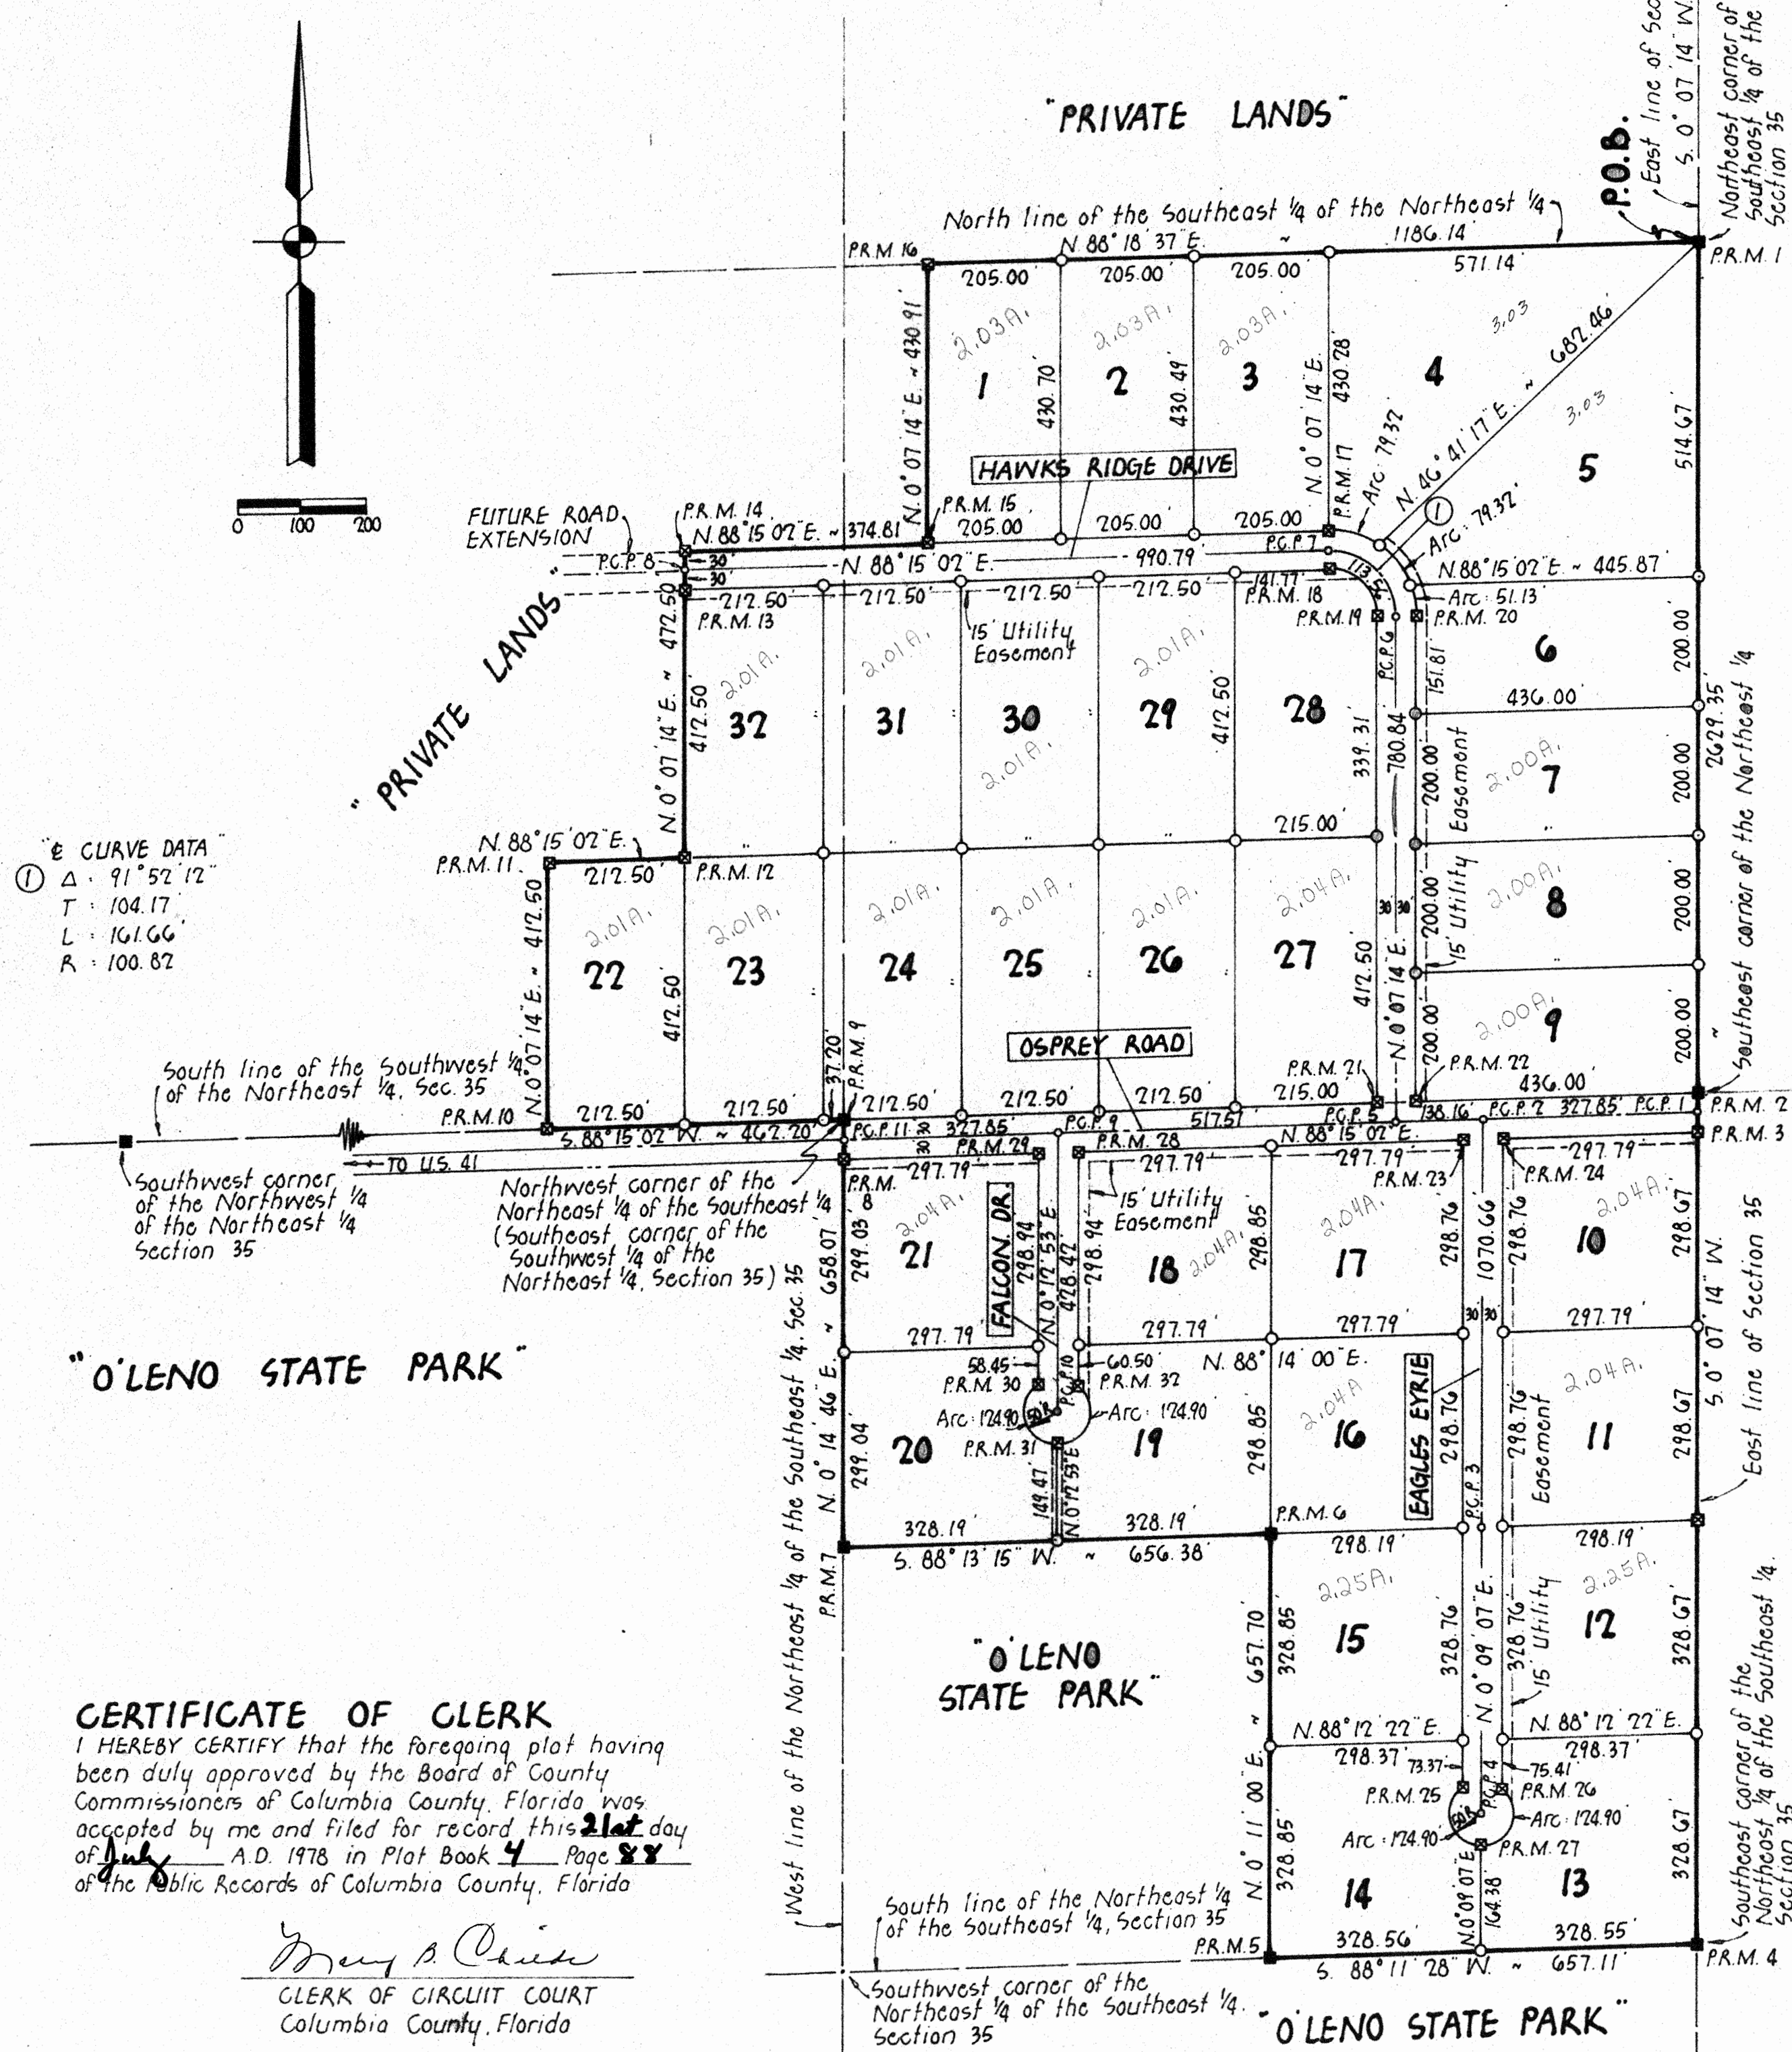 "PRIVATE LANDS"
P.O.B.
East line of Sec
S. 0° 07' 14" W.
Northeast corner of
Southeast ¼ of the
Section 35
North line of the Southeast ¼ of the Northeast ¼
P.R.M. 16
N. 88° 18' 37" E. ~ 1186.14'
P.R.M. 1
205.00'
205.00'
205.00'
571.14'
N. 0° 07' 14" E. ~ 430.91'
2.03A.
1
430.70'
2.03A.
2
430.49'
2.03A.
3
N. 0° 07' 14" E.
430.28'
3.03
4
N. 46° 41' 17" E. ~ 682.46'
3.03
5
514.67'
HAWKS RIDGE DRIVE
P.R.M. 17
Arc: 79.32'
1
Arc: 79.32'
0 100 200
FUTURE ROAD
EXTENSION
P.R.M. 14
N. 88° 15' 02" E. ~ 374.81'
P.R.M. 15
205.00
205.00'
205.00'
P.C.P. 7
P.C.P. 8
30'
30'
N. 88° 15' 02" E.
990.79'
113.54
N. 88° 15' 02" E. ~ 445.87'
212.50'
212.50'
212.50'
212.50'
141.77'
P.R.M. 18
Arc: 51.13'
P.R.M. 13
15' Utility
Easement
P.R.M. 19
P.R.M. 20
P.C.P. 6
151.81'
6
200.00'
436.00'
"PRIVATE LANDS"
N. 0° 07' 14" E. ~ 472.50'
412.50'
2.01A.
32
2.01A.
31
30
2.01A.
2.01A.
29
412.50'
28
339.31'
780.84'
200.00'
15' Utility Easement
2.00A.
7
200.00'
2629.35'
Southeast corner of the Northeast ¼
215.00'
"℄ CURVE DATA"
1 Δ : 91° 52' 12"
T : 104.17'
L : 161.66'
R : 100.82'
N. 88° 15' 02" E.
P.R.M. 11
212.50'
P.R.M. 12
N. 0° 07' 14" E. ~ 412.50'
2.01A.
22
412.50'
2.01A.
23
2.01A.
24
2.01A.
25
2.01A.
26
2.04A.
27
412.50'
30' 30'
N. 0° 07' 14" E.
200.00'
2.00A.
8
200.00'
200.00'
2.00A.
9
200.00'
OSPREY ROAD
37.20'
P.R.M. 9
South line of the Southwest ¼
of the Northeast ¼, Sec. 35
P.R.M. 10
212.50'
212.50'
212.50'
212.50'
212.50'
215.00'
P.R.M. 21
P.R.M. 22
436.00'
S. 88° 15' 02" W. ~ 462.20'
P.C.P. 11
327.85'
P.C.P. 9
517.51'
P.C.P. 5
138.16'
P.C.P. 2
327.85'
P.C.P. 1
P.R.M. 2
30 30
P.R.M. 29
P.R.M. 28
N. 88° 15' 02" E.
P.R.M. 3
TO U.S. 41
297.79'
297.79'
297.79'
P.R.M. 23
P.R.M. 24
297.79'
Southwest corner
of the Northwest ¼
of the Northeast ¼
Section 35
Northwest corner of the
Northeast ¼ of the Southeast ¼
(Southeast corner of the
Southwest ¼ of the
Northeast ¼, Section 35)
P.R.M. 8
299.03'
2.04A.
21
FALCON DR.
298.94'
N. 0° 12' 53" E.
428.42'
298.94'
15' Utility
Easement
2.04A.
18
298.85'
2.04A.
17
298.76'
1070.66'
298.76'
2.04A.
10
298.67'
S. 0° 07' 14" W.
East line of Section 35
"O'LENO STATE PARK"
297.79'
297.79'
297.79'
30' 30'
297.79'
58.45'
P.C.P. 10
60.50'
N. 88° 14' 00" E.
P.R.M. 30
P.R.M. 32
Arc: 124.90'
50'R
Arc: 124.90'
West line of the Northeast ¼ of the Southeast ¼, Sec. 35
N. 0° 14' 46" E. ~ 658.07'
299.04'
20
P.R.M. 31
149.47'
N. 0° 12' 53" E.
19
298.85'
2.04A
16
298.76'
EAGLES EYRIE
P.C.P. 3
298.76'
15' Utility Easement
2.04A.
11
298.67'
328.19'
328.19'
P.R.M. 6
298.19'
298.19'
P.R.M. 7
S. 88° 13' 15" W. ~ 656.38'
"O'LENO
STATE PARK"
N. 0° 11' 00" E. ~ 657.70'
328.85'
2.25A.
15
328.76'
N. 0° 09' 07" E.
328.76'
2.25A.
12
328.67'
N. 88° 12' 22" E.
298.37'
73.37'
P.C.P. 4
N. 88° 12' 22" E.
298.37'
75.41'
P.R.M. 25
P.R.M. 26
Arc: 124.90'
50'R
Arc: 124.90'
P.R.M. 27
328.85'
14
N. 0° 09' 07" E.
164.38'
13
328.67'
Southeast corner of the
Northeast ¼ of the Southeast ¼.
Section 35
P.R.M. 5
328.56'
328.55'
P.R.M. 4
S. 88° 11' 28" W. ~ 657.11'
South line of the Northeast ¼
of the Southeast ¼, Section 35
Southwest corner of the
Northeast ¼ of the Southeast ¼.
Section 35
"O'LENO STATE PARK"
CERTIFICATE OF CLERK
I HEREBY CERTIFY that the foregoing plat having
been duly approved by the Board of County
Commissioners of Columbia County, Florida was
accepted by me and filed for record this 21st day
of July A.D. 1978 in Plat Book 4 Page 88
of the Public Records of Columbia County, Florida
CLERK OF CIRCUIT COURT
Columbia County, Florida